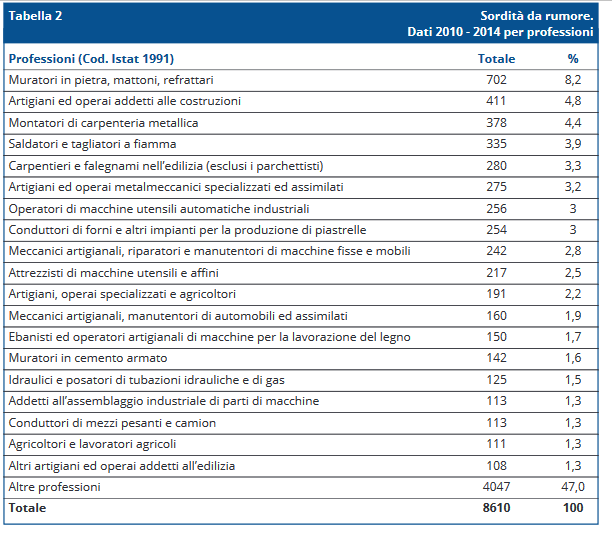 Tabella 2 Sordità da rumore.
Dati 2010 - 2014 per professioni
Professioni (Cod. Istat 1991) Totale %
Muratori in pietra, mattoni, refrattari 702 8,2
Artigiani ed operai addetti alle costruzioni 411 4,8
Montatori di carpenteria metallica 378 4,4
Saldatori e tagliatori a fiamma 335 3,9
Carpentieri e falegnami nell'edilizia (esclusi i parchettisti) 280 3,3
Artigiani ed operai metalmeccanici specializzati ed assimilati 275 3,2
Operatori di macchine utensili automatiche industriali 256 3
Conduttori di forni e altri impianti per la produzione di piastrelle 254 3
Meccanici artigianali, riparatori e manutentori di macchine fisse e mobili 242 2,8
Attrezzisti di macchine utensili e affini 217 2,5
Artigiani, operai specializzati e agricoltori 191 2,2
Meccanici artigianali, manutentori di automobili ed assimilati 160 1,9
Ebanisti ed operatori artigianali di macchine per la lavorazione del legno 150 1,7
Muratori in cemento armato 142 1,6
Idraulici e posatori di tubazioni idrauliche e di gas 125 1,5
Addetti all'assemblaggio industriale di parti di macchine 113 1,3
Conduttori di mezzi pesanti e camion 113 1,3
Agricoltori e lavoratori agricoli 111 1,3
Altri artigiani ed operai addetti all'edilizia 108 1,3
Altre professioni 4047 47,0
Totale 8610 100